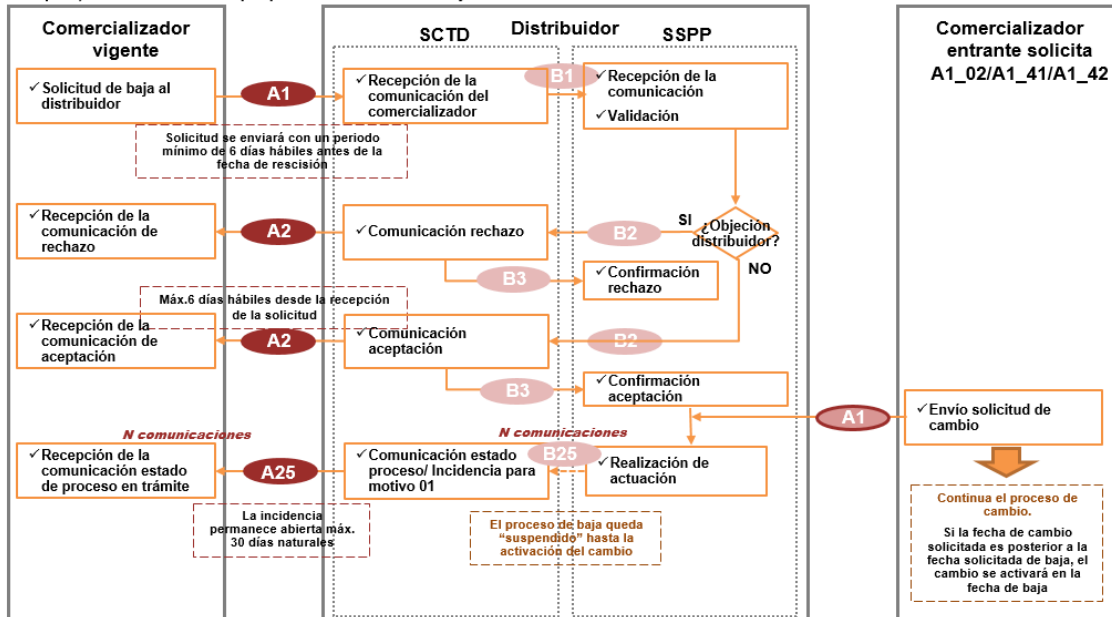 Comercializador
vigente
Distribuidor
SCTD
SSPP
Comercializador
entrante solicita
A1_02/A1_41/A1_42
✓Solicitud de baja al
distribuidor
A1
✓Recepción de la
comunicación del
comercializador
B1
✓Recepción de la
comunicación
✓Validación
Solicitud se enviará con un periodo
mínimo de 6 días hábiles antes de la
fecha de rescisión
✓Recepción de la
comunicación de
rechazo
A2
✓Comunicación rechazo
B2
SI
¿Objeción
distribuidor?
NO
B3
✓Confirmación
rechazo
Máx.6 días hábiles desde la recepción
de la solicitud
✓Recepción de la
comunicación de
aceptación
A2
✓Comunicación
aceptación
B2
B3
✓Confirmación
aceptación
A1
✓Envío solicitud de
cambio
N comunicaciones
N comunicaciones
✓Recepción de la
comunicación estado
de proceso en trámite
A25
✓Comunicación estado
proceso/ Incidencia para
motivo 01
B25
✓Realización de
actuación
La incidencia
permanece abierta máx.
30 días naturales
El proceso de baja queda
“suspendido” hasta la
activación del cambio
Continua el proceso de
cambio.
Si la fecha de cambio
solicitada es posterior a la
fecha solicitada de baja, el
cambio se activará en la
fecha de baja